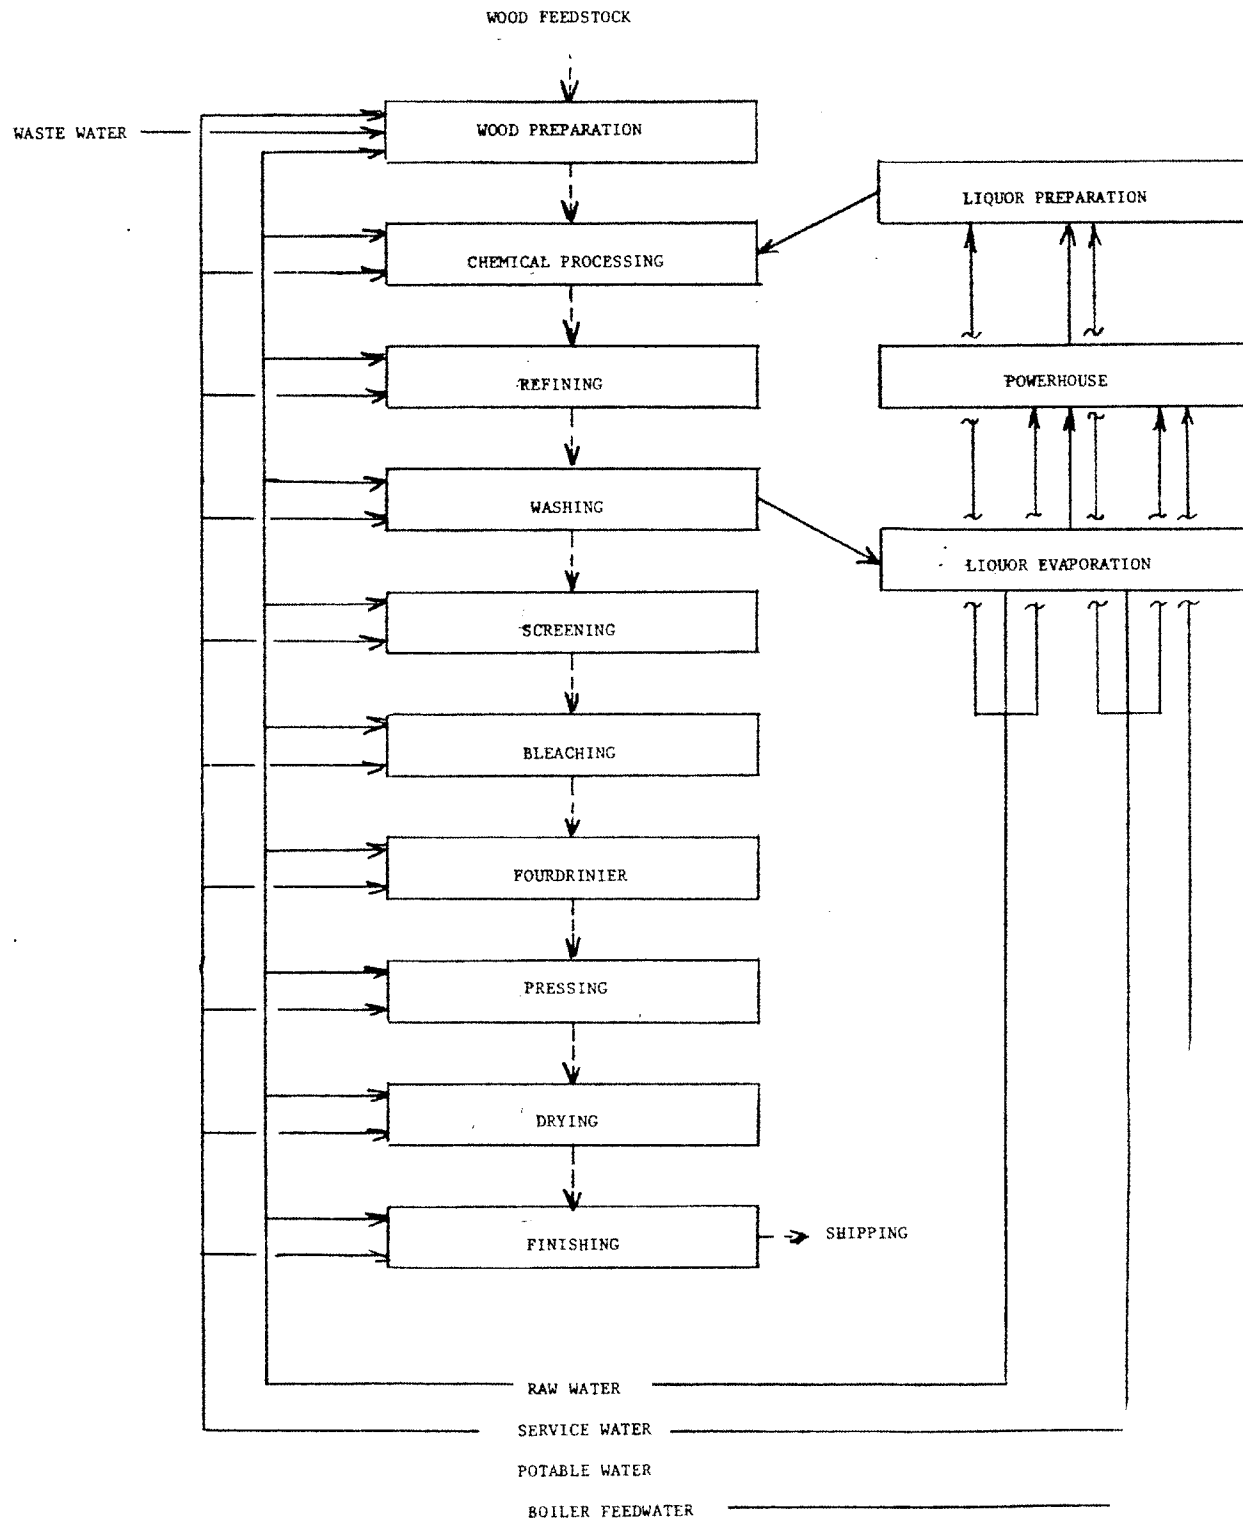 WOOD FEEDSTOCK
WASTE WATER
WOOD PREPARATION
LIQUOR PREPARATION
CHEMICAL PROCESSING
POWERHOUSE
REFINING
WASHING
LIQUOR EVAPORATION
SCREENING
BLEACHING
FOURDRINIER
PRESSING
DRYING
FINISHING
SHIPPING
RAW WATER
SERVICE WATER
POTABLE WATER
BOILER FEEDWATER